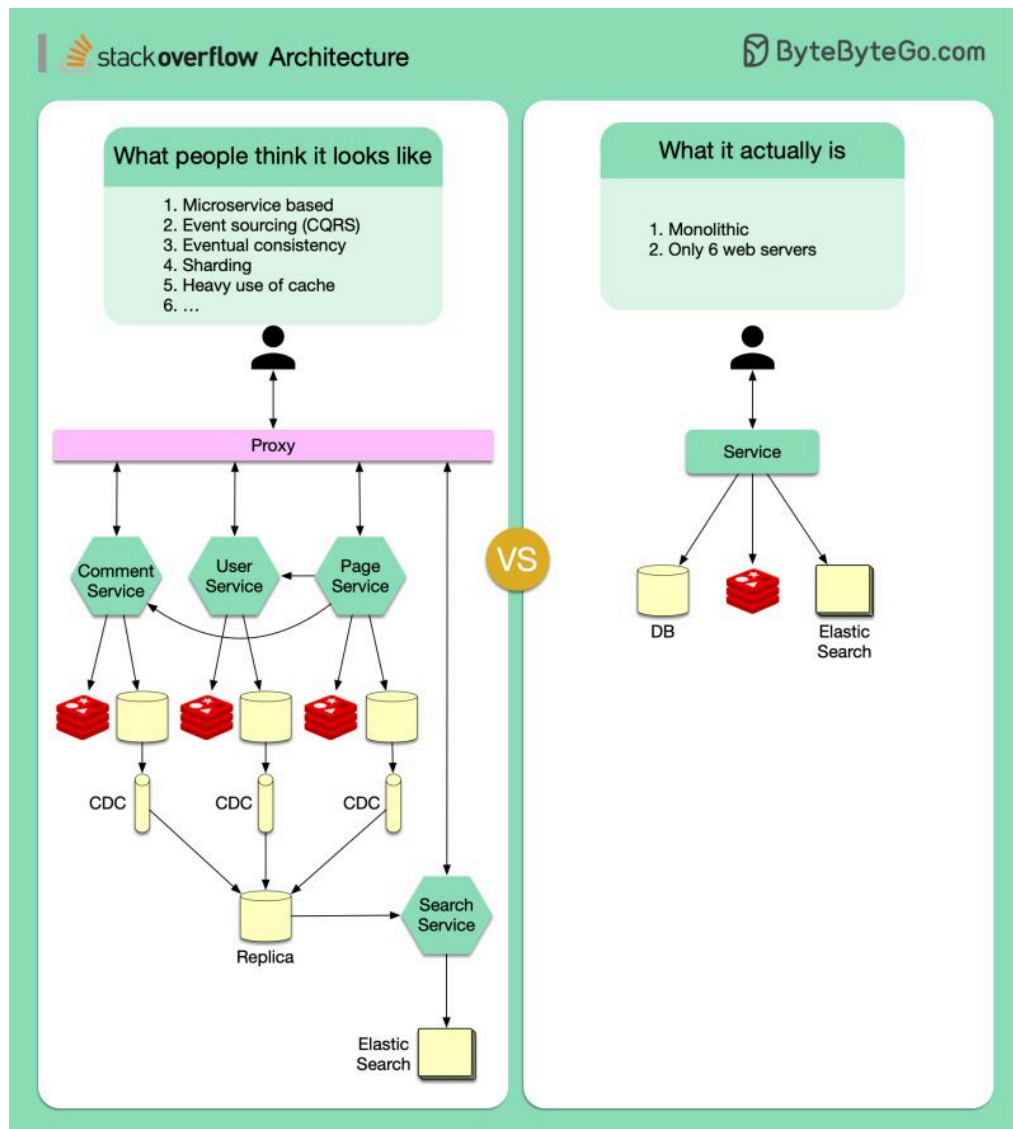 stackoverflow Architecture
ByteByteGo.com
What people think it looks like
1. Microservice based
2. Event sourcing (CQRS)
3. Eventual consistency
4. Sharding
5. Heavy use of cache
6. ...
Proxy
Comment
Service
User
Service
Page
Service
CDC
CDC
CDC
Replica
Search
Service
Elastic
Search
VS
What it actually is
1. Monolithic
2. Only 6 web servers
Service
DB
Elastic
Search